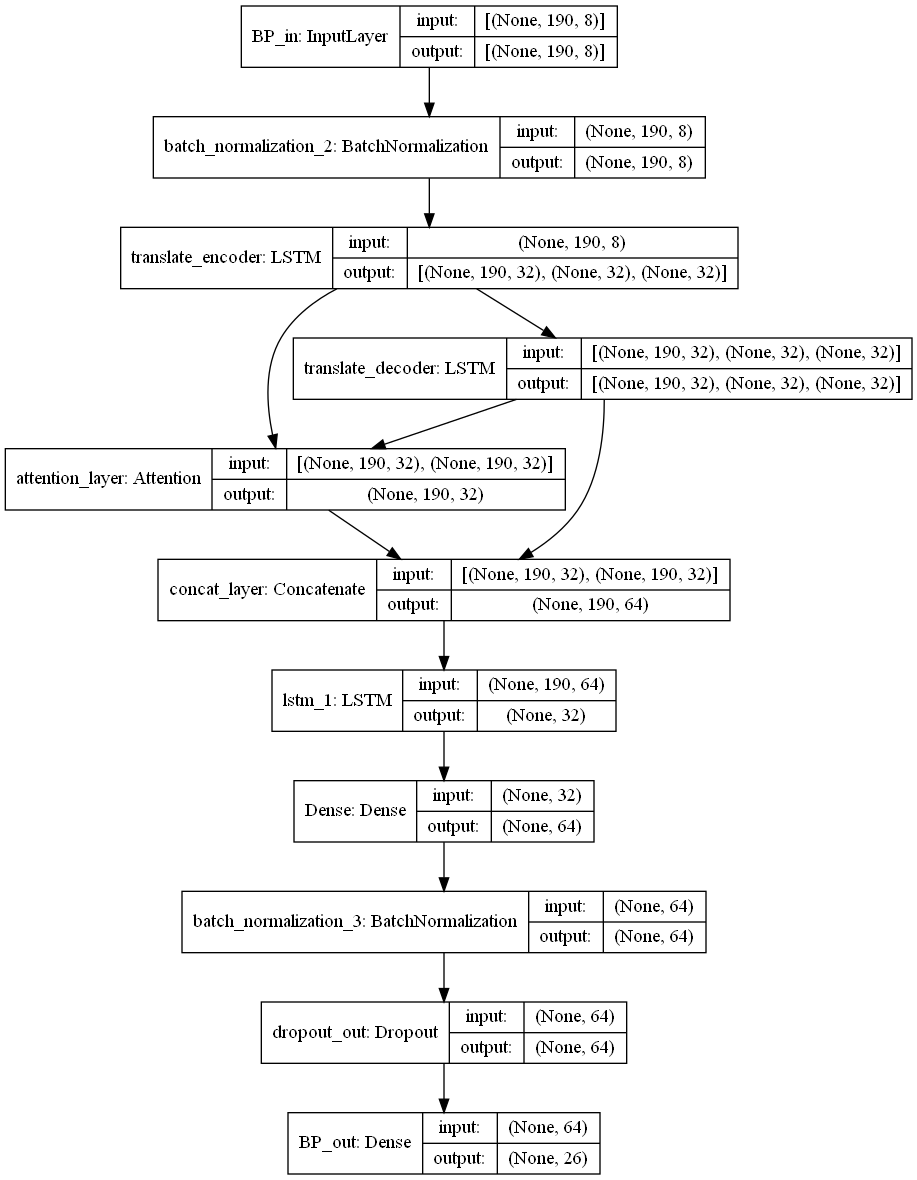 BP_in: InputLayer
input: [(None, 190, 8)]
output: [(None, 190, 8)]
batch_normalization_2: BatchNormalization
input: (None, 190, 8)
output: (None, 190, 8)
translate_encoder: LSTM
input: (None, 190, 8)
output: [(None, 190, 32), (None, 32), (None, 32)]
translate_decoder: LSTM
input: [(None, 190, 32), (None, 32), (None, 32)]
output: [(None, 190, 32), (None, 32), (None, 32)]
attention_layer: Attention
input: [(None, 190, 32), (None, 190, 32)]
output: (None, 190, 32)
concat_layer: Concatenate
input: [(None, 190, 32), (None, 190, 32)]
output: (None, 190, 64)
lstm_1: LSTM
input: (None, 190, 64)
output: (None, 32)
Dense: Dense
input: (None, 32)
output: (None, 64)
batch_normalization_3: BatchNormalization
input: (None, 64)
output: (None, 64)
dropout_out: Dropout
input: (None, 64)
output: (None, 64)
BP_out: Dense
input: (None, 64)
output: (None, 26)